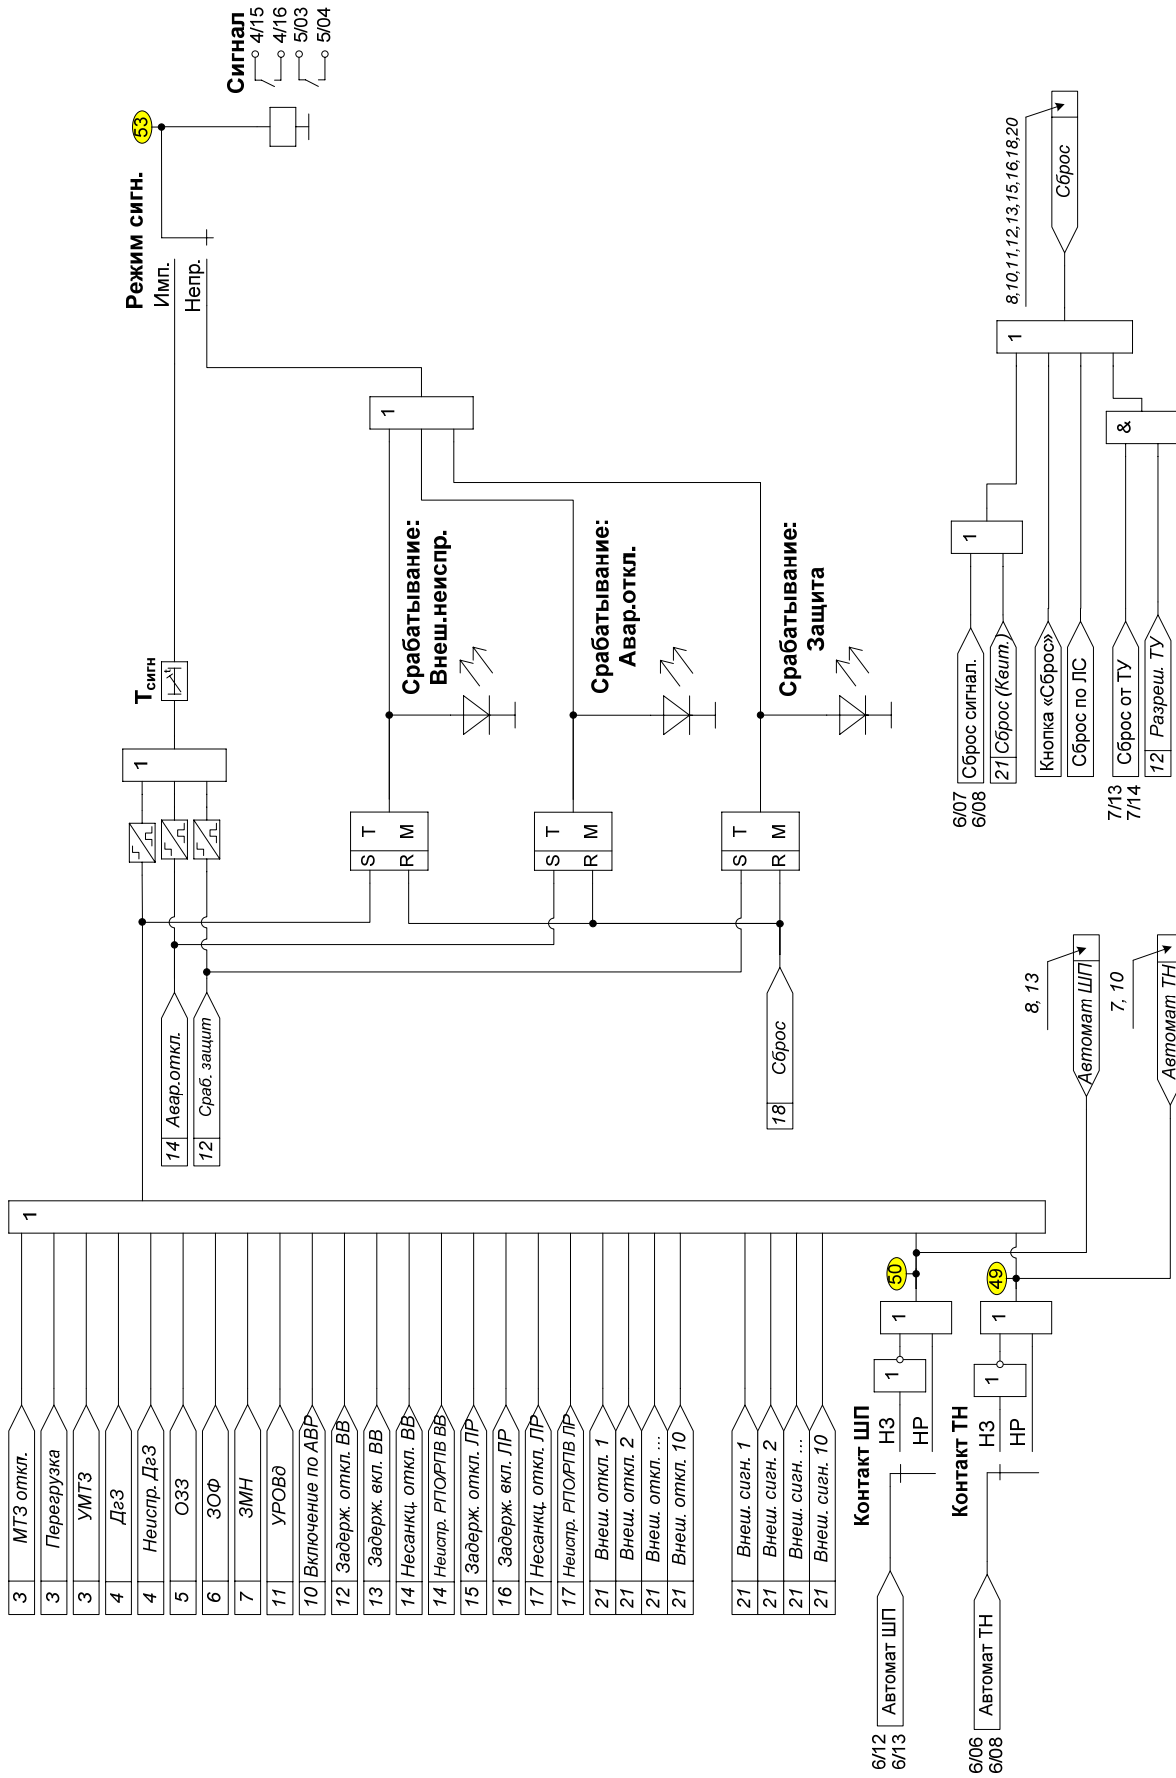 3 МТЗ откл.
3 Перегрузка
3 УМТЗ
4 ДгЗ
4 Неиспр. ДгЗ
5 ОЗЗ
6 ЗОФ
7 ЗМН
11 УРОВд
10 Включение по АВР
12 Задерж. откл. ВВ
13 Задерж. вкл. ВВ
14 Несанкц. откл. ВВ
14 Неиспр. РПО/РПВ ВВ
15 Задерж. откл. ЛР
16 Задерж. вкл. ЛР
17 Несанкц. откл. ЛР
17 Неиспр. РПО/РПВ ЛР
21 Внеш. откл. 1
21 Внеш. откл. 2
21 Внеш. откл. ...
21 Внеш. откл. 10
21 Внеш. сигн. 1
21 Внеш. сигн. 2
21 Внеш. сигн. ...
21 Внеш. сигн. 10
6/12
6/13
Автомат ШП
Контакт ШП
НЗ
НР
1
1
50
6/06
6/08
Автомат ТН
Контакт ТН
НЗ
НР
1
1
49
1
8, 13
Автомат ШП
7, 10
Автомат ТН
14 Авар.откл.
12 Сраб. защит
18 Сброс
1
Tсигн
S T
R M
S T
R M
S T
R M
Срабатывание:
Внеш.неиспр.
Срабатывание:
Авар.откл.
Срабатывание:
Защита
1
Режим сигн.
Имп.
Непр.
53
Сигнал
4/15
4/16
5/03
5/04
6/07
6/08
Сброс сигнал.
21 Сброс (Квит.)
1
Кнопка «Сброс»
Сброс по ЛС
7/13
7/14
Сброс от ТУ
12 Разреш. ТУ
&
1
Сброс
8,10,11,12,13,15,16,18,20